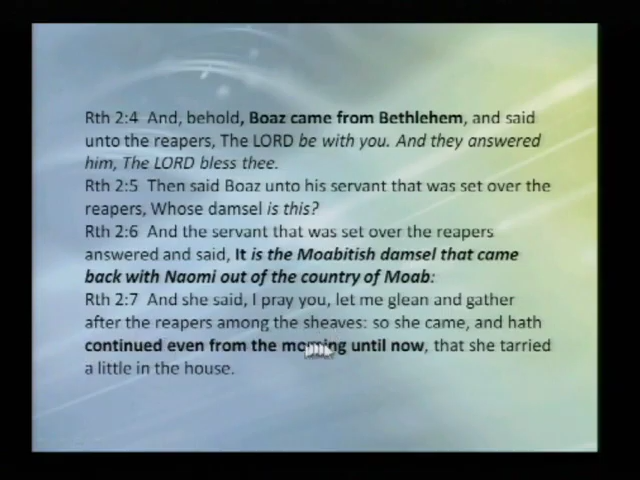 Rth 2:4 And, behold, Boaz came from Bethlehem, and said
unto the reapers, The LORD be with you. And they answered
him, The LORD bless thee.
Rth 2:5 Then said Boaz unto his servant that was set over the
reapers, Whose damsel is this?
Rth 2:6 And the servant that was set over the reapers
answered and said, It is the Moabitish damsel that came
back with Naomi out of the country of Moab:
Rth 2:7 And she said, I pray you, let me glean and gather
after the reapers among the sheaves: so she came, and hath
continued even from the morning until now, that she tarried
a little in the house.